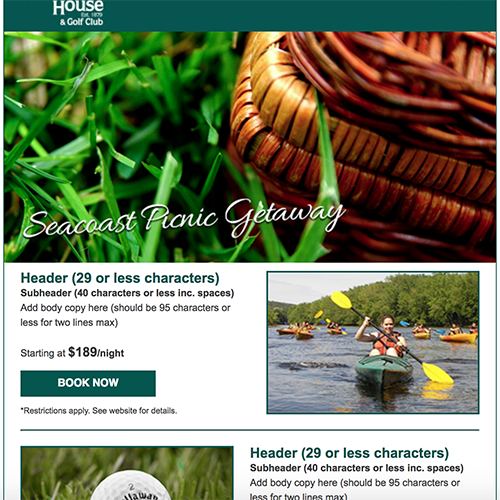 House
Est. 1879
& Golf Club
Seacoast Picnic Getaway
Header (29 or less characters)
Subheader (40 characters or less inc. spaces)
Add body copy here (should be 95 characters or
less for two lines max)
Starting at $189/night
BOOK NOW
*Restrictions apply. See website for details.
Header (29 or less characters)
Subheader (40 characters or less inc. spaces)
Add body copy here (should be 95 characters or
less for two lines max)
2
Callaway